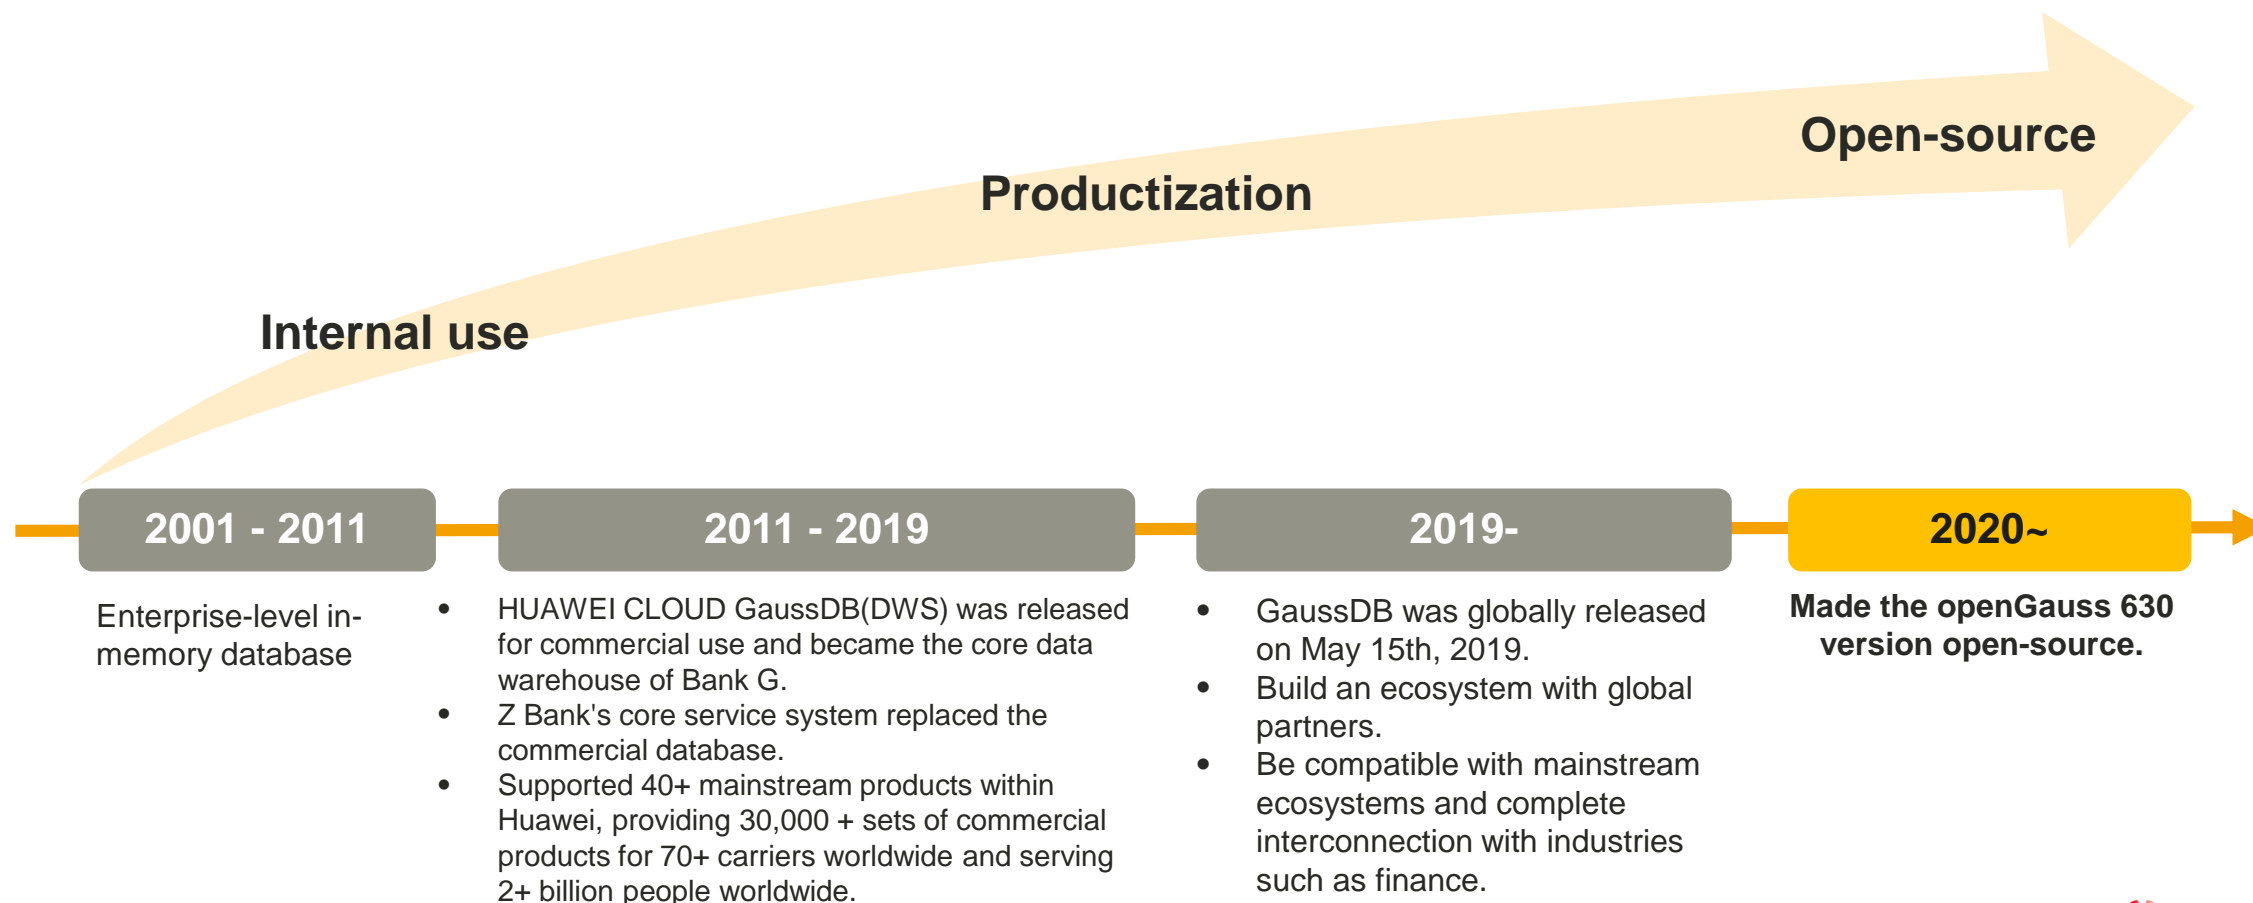 Open-source
Productization
Internal use
2001 - 2011
2011 - 2019
2019-
2020~
Enterprise-level in-
memory database
• HUAWEI CLOUD GaussDB(DWS) was released
for commercial use and became the core data
warehouse of Bank G.
• Z Bank's core service system replaced the
commercial database.
• Supported 40+ mainstream products within
Huawei, providing 30,000 + sets of commercial
products for 70+ carriers worldwide and serving
2+ billion people worldwide.
• GaussDB was globally released
on May 15th, 2019.
• Build an ecosystem with global
partners.
• Be compatible with mainstream
ecosystems and complete
interconnection with industries
such as finance.
Made the openGauss 630
version open-source.